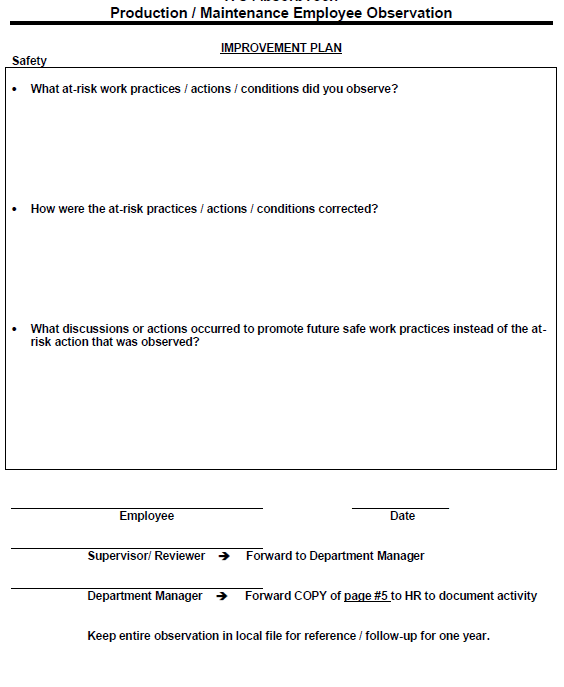 Production / Maintenance Employee Observation
IMPROVEMENT PLAN
Safety
• What at-risk work practices / actions / conditions did you observe?
• How were the at-risk practices / actions / conditions corrected?
• What discussions or actions occurred to promote future safe work practices instead of the at-
risk action that was observed?
Employee Date
Supervisor/ Reviewer ➔ Forward to Department Manager
Department Manager ➔ Forward COPY of page #5 to HR to document activity
Keep entire observation in local file for reference / follow-up for one year.